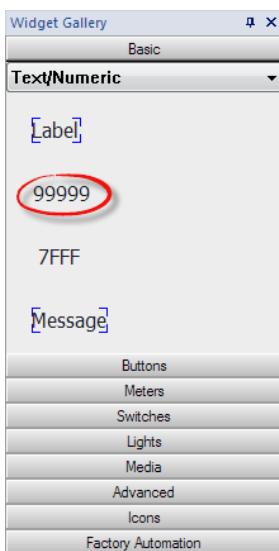 Widget Gallery
Basic
Text/Numeric
Label
99999
7FFF
Message
Buttons
Meters
Switches
Lights
Media
Advanced
Icons
Factory Automation